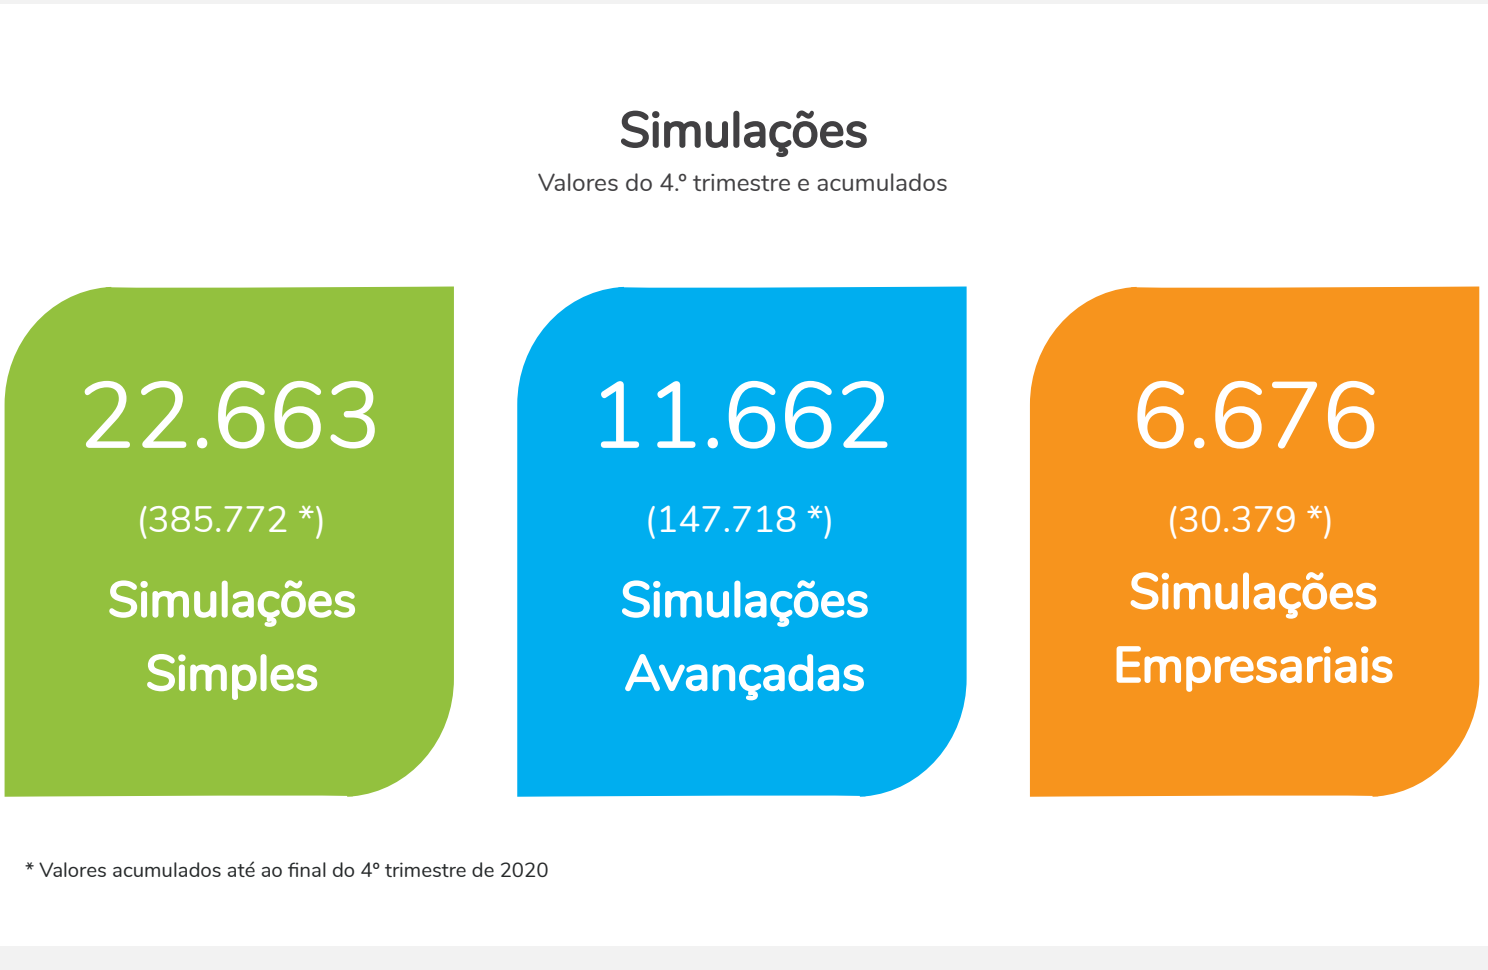 Simulações
Valores do 4.º trimestre e acumulados
22.663
(385.772 *)
Simulações
Simples
11.662
(147.718 *)
Simulações
Avançadas
6.676
(30.379 *)
Simulações
Empresariais
* Valores acumulados até ao final do 4º trimestre de 2020